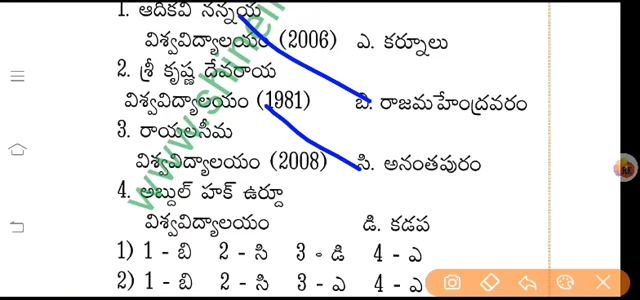 1. ఆదికవి నన్నయ
విశ్వవిద్యాలయం (2006) ఎ. కర్నూలు
2. శ్రీ కృష్ణ దేవరాయ
విశ్వవిద్యాలయం (1981) బి. రాజమహేంద్రవరం
3. రాయలసీమ
విశ్వవిద్యాలయం (2008) సి. అనంతపురం
4. అబ్దుల్ హక్ ఉర్దూ
విశ్వవిద్యాలయం డి. కడప
1) 1 - బి 2 - సి 3 - డి 4 - ఎ
2) 1 - బి 2 - సి 3 - ఎ 4 - ఎ